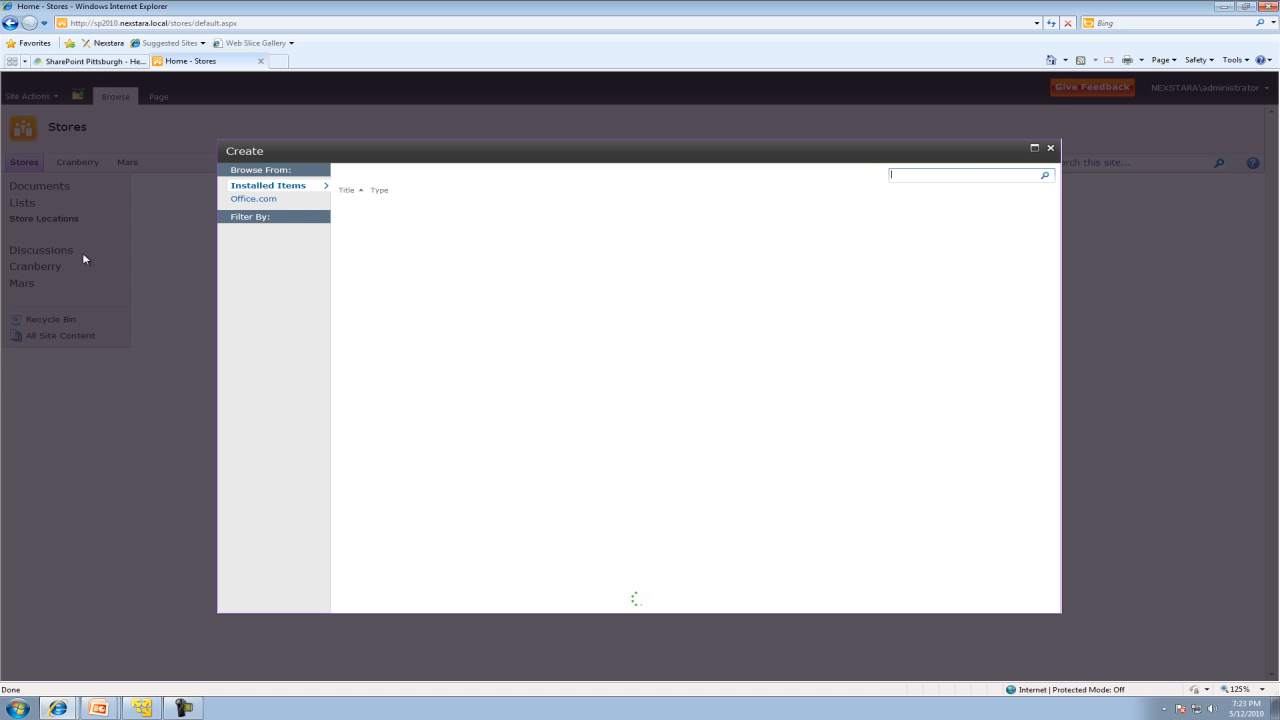 Home - Stores - Windows Internet Explorer
http://sp2010.nexstara.local/stores/default.aspx
Bing
Favorites
Nexstara
Suggested Sites
Web Slice Gallery
SharePoint Pittsburgh - He...
Home - Stores
Page
Safety
Tools
Site Actions
Browse
Page
Give Feedback
NEXSTARA\administrator
Stores
Stores
Cranberry
Mars
rch this site...
Create
Browse From:
Installed Items
Office.com
Filter By:
Title
Type
Documents
Lists
Store Locations
Discussions
Cranberry
Mars
Recycle Bin
All Site Content
Done
Internet | Protected Mode: Off
125%
7:23 PM
5/12/2010